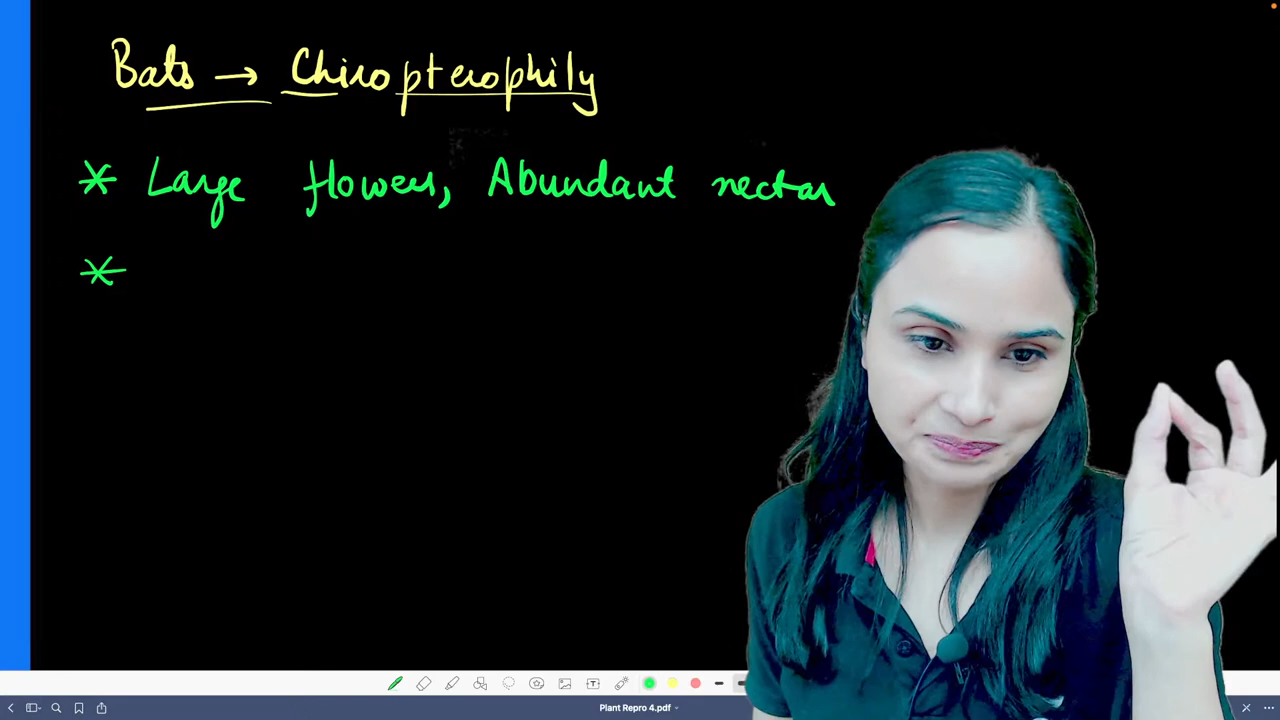 Bats → Chiropterophily
* Large flowers, Abundant nectar
*
Plant Repro 4.pdf